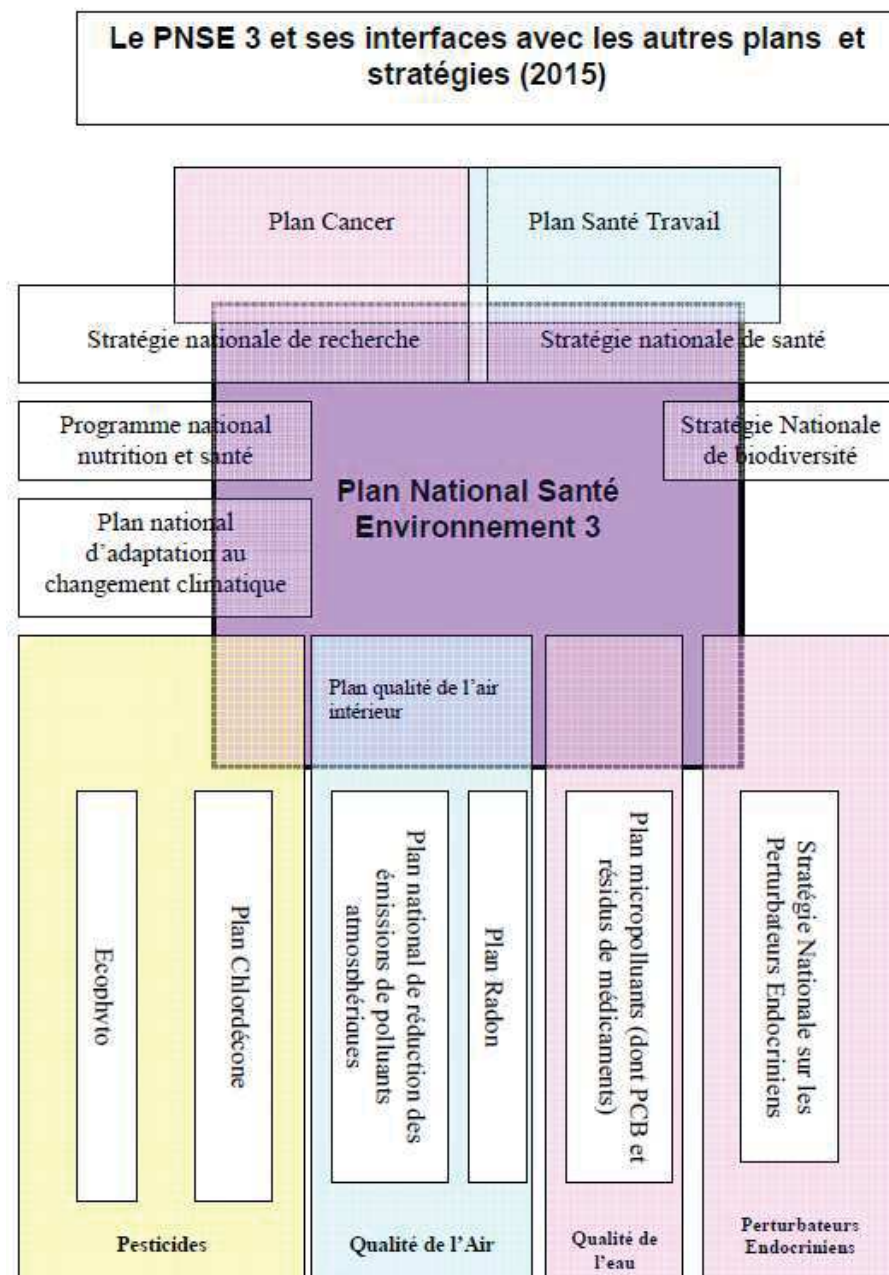 Le PNSE 3 et ses interfaces avec les autres plans et
stratégies (2015)
Plan Cancer
Plan Santé Travail
Stratégie nationale de recherche
Stratégie nationale de santé
Programme national
nutrition et santé
Stratégie Nationale
de biodiversité
Plan National Santé
Environnement 3
Plan national
d'adaptation au
changement climatique
Plan qualité de l'air
intérieur
Ecophyto
Plan Chlordécone
Plan national de réduction des
émissions de polluants
atmosphériques
Plan Radon
Plan micropolluants (dont PCB et
résidus de médicaments)
Stratégie Nationale sur les
Perturbateurs Endocriniens
Pesticides
Qualité de l'Air
Qualité de
l'eau
Perturbateurs
Endocriniens